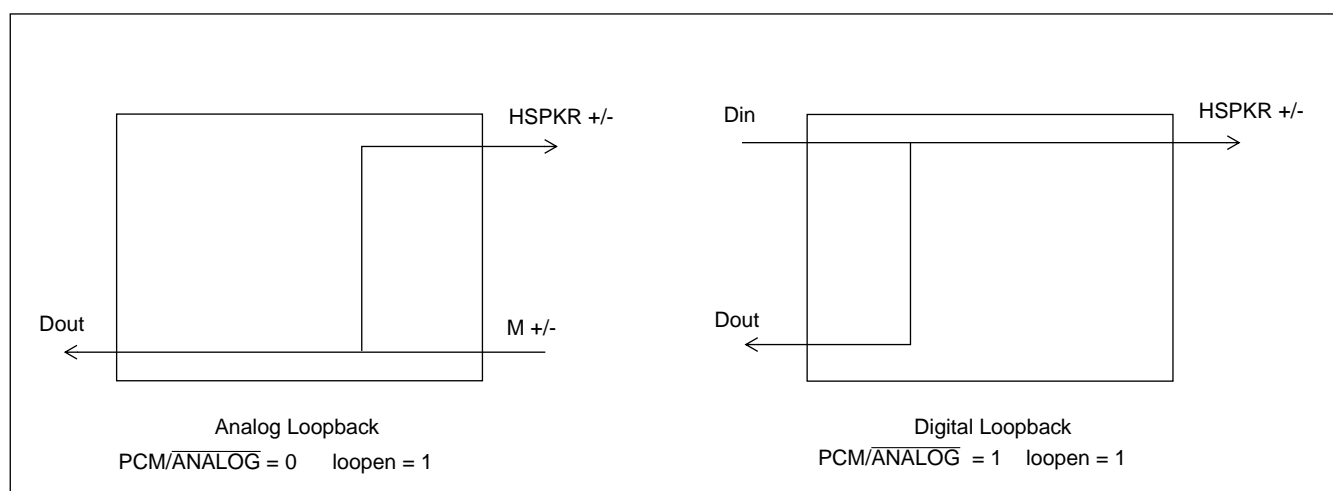 HSPKR +/-
Dout
M +/-
Analog Loopback
PCM/ANALOG = 0 loopen = 1
Din
HSPKR +/-
Dout
Digital Loopback
PCM/ANALOG = 1 loopen = 1